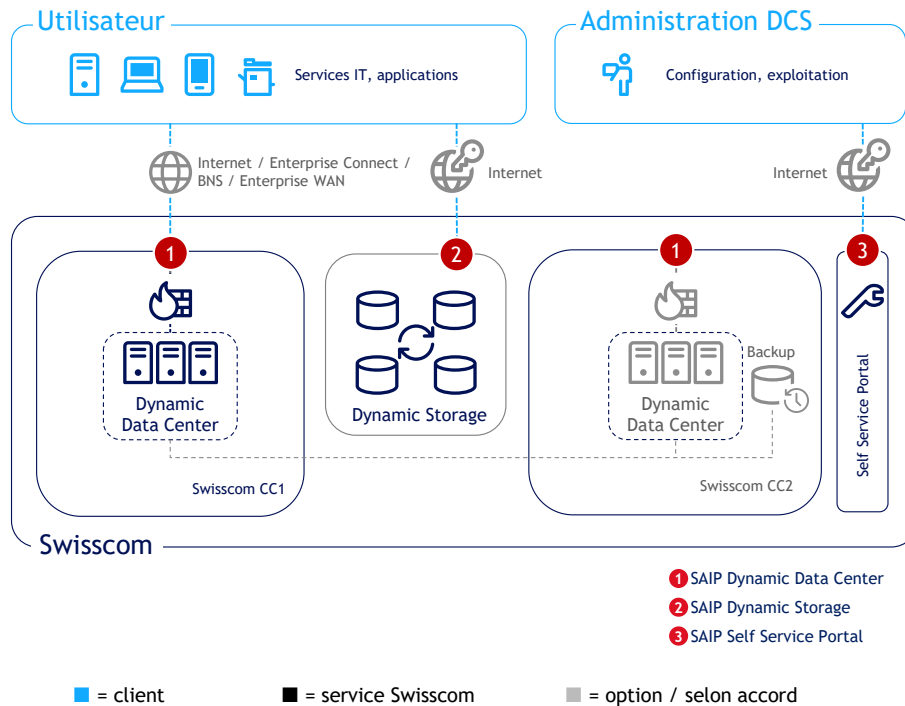 Utilisateur
Administration DCS
Services IT, applications
Configuration, exploitation
Internet / Enterprise Connect /
BNS / Enterprise WAN
Internet
Internet
1
2
1
3
Backup
Dynamic
Data Center
Dynamic Storage
Dynamic
Data Center
Self Service Portal
Swisscom CC1
Swisscom CC2
Swisscom
1 SAIP Dynamic Data Center
2 SAIP Dynamic Storage
3 SAIP Self Service Portal
= client
= service Swisscom
= option / selon accord